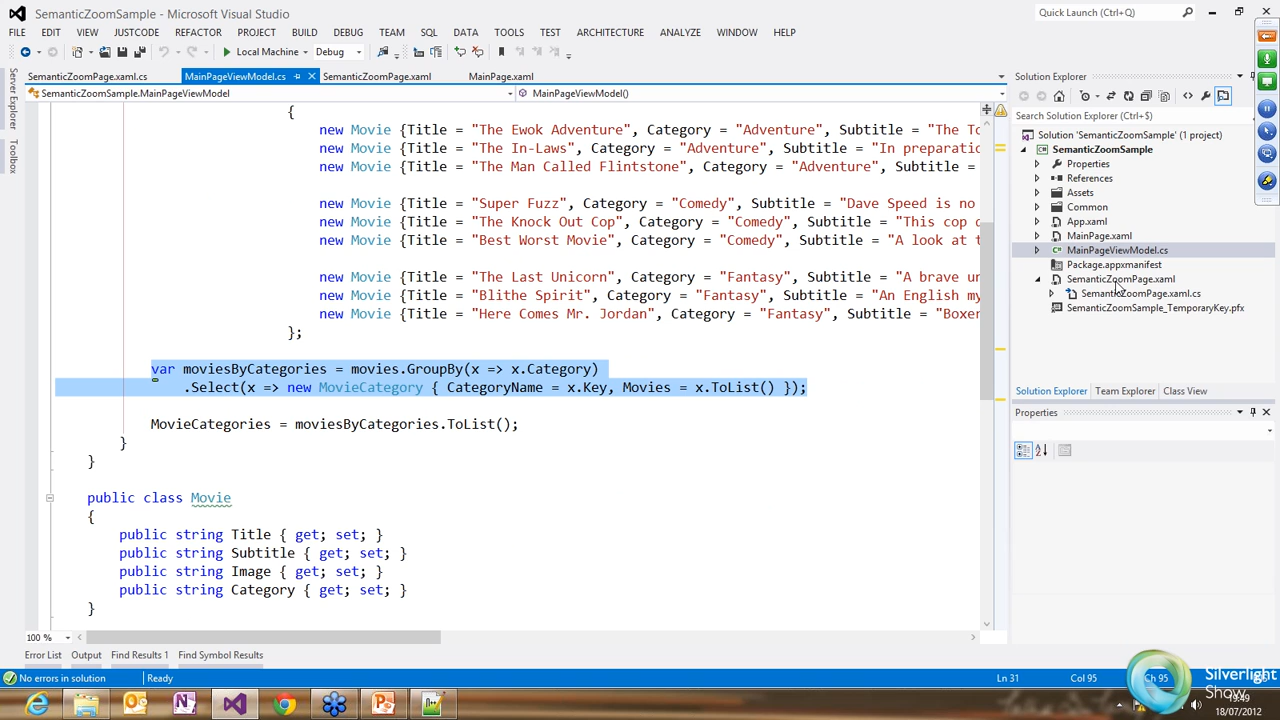 SemanticZoomSample - Microsoft Visual Studio
Quick Launch (Ctrl+Q)
FILE EDIT VIEW JUSTCODE REFACTOR PROJECT BUILD DEBUG TEAM SQL DATA TOOLS TEST ARCHITECTURE ANALYZE WINDOW HELP
Local Machine Debug
SemanticZoomPage.xaml.cs MainPageViewModel.cs SemanticZoomPage.xaml MainPage.xaml
SemanticZoomSample.MainPageViewModel MainPageViewModel()
Server Explorer
Toolbox
{
new Movie {Title = "The Ewok Adventure", Category = "Adventure", Subtitle = "The To
new Movie {Title = "The In-Laws", Category = "Adventure", Subtitle = "In preparatio
new Movie {Title = "The Man Called Flintstone", Category = "Adventure", Subtitle =
new Movie {Title = "Super Fuzz", Category = "Comedy", Subtitle = "Dave Speed is no
new Movie {Title = "The Knock Out Cop", Category = "Comedy", Subtitle = "This cop d
new Movie {Title = "Best Worst Movie", Category = "Comedy", Subtitle = "A look at t
new Movie {Title = "The Last Unicorn", Category = "Fantasy", Subtitle = "A brave un
new Movie {Title = "Blithe Spirit", Category = "Fantasy", Subtitle = "An English my
new Movie {Title = "Here Comes Mr. Jordan", Category = "Fantasy", Subtitle = "Boxer
};
var moviesByCategories = movies.GroupBy(x => x.Category)
.Select(x => new MovieCategory { CategoryName = x.Key, Movies = x.ToList() });
MovieCategories = moviesByCategories.ToList();
}
}
public class Movie
{
public string Title { get; set; }
public string Subtitle { get; set; }
public string Image { get; set; }
public string Category { get; set; }
}
100 %
Solution Explorer
Search Solution Explorer (Ctrl+$)
Solution 'SemanticZoomSample' (1 project)
SemanticZoomSample
Properties
References
Assets
Common
App.xaml
MainPage.xaml
MainPageViewModel.cs
Package.appxmanifest
SemanticZoomPage.xaml
SemanticZoomPage.xaml.cs
SemanticZoomSample_TemporaryKey.pfx
Solution Explorer Team Explorer Class View
Properties
Error List Output Find Results 1 Find Symbol Results
No errors in solution Ready Ln 31 Col 95 Ch 95
Silverlight
Show
19:49
18/07/2012